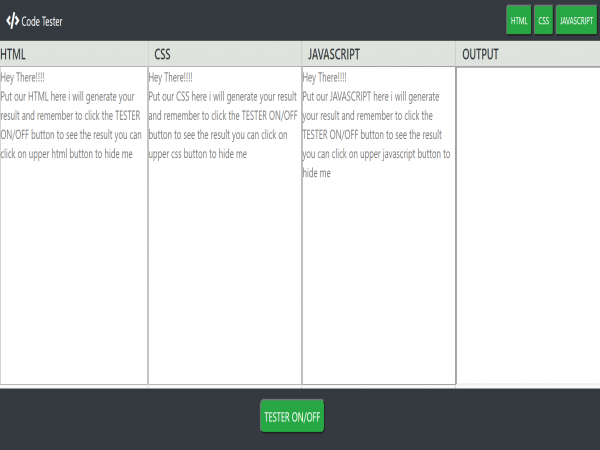 Code Tester
HTML CSS JAVASCRIPT
HTML
CSS
JAVASCRIPT
OUTPUT
Hey There!!!!
Put our HTML here i will generate your
result and remember to click the TESTER
ON/OFF button to see the result you can
click on upper html button to hide me
Hey There!!!!
Put our CSS here i will generate your result
and remember to click the TESTER ON/OFF
button to see the result you can click on
upper css button to hide me
Hey There!!!!
Put our JAVASCRIPT here i will generate
your result and remember to click the
TESTER ON/OFF button to see the result
you can click on upper javascript button to
hide me
TESTER ON/OFF